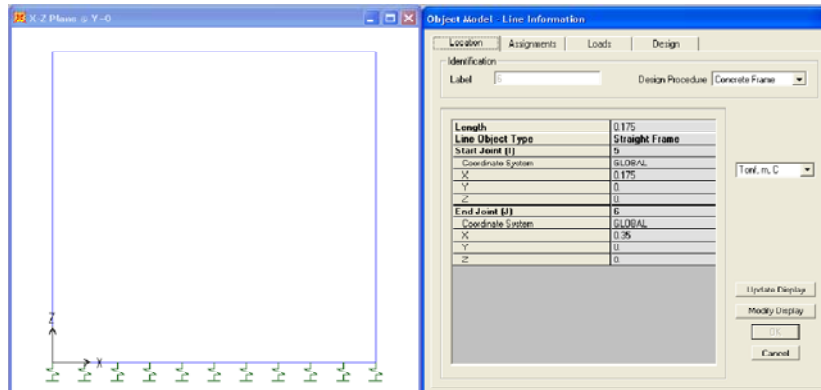 X-Z Plane @ Y=0
Z
X
Object Model - Line Information
Location Assignments Loads Design
Identification
Label 5 Design Procedure Concrete Frame
Length 0.175
Line Object Type Straight Frame
Start Joint (I) 5
Coordinate System GLOBAL
X 0.175
Y 0.
Z 0.
End Joint (J) 6
Coordinate System GLOBAL
X 0.35
Y 0.
Z 0.
Tonf, m, C
Update Display
Modify Display
OK
Cancel